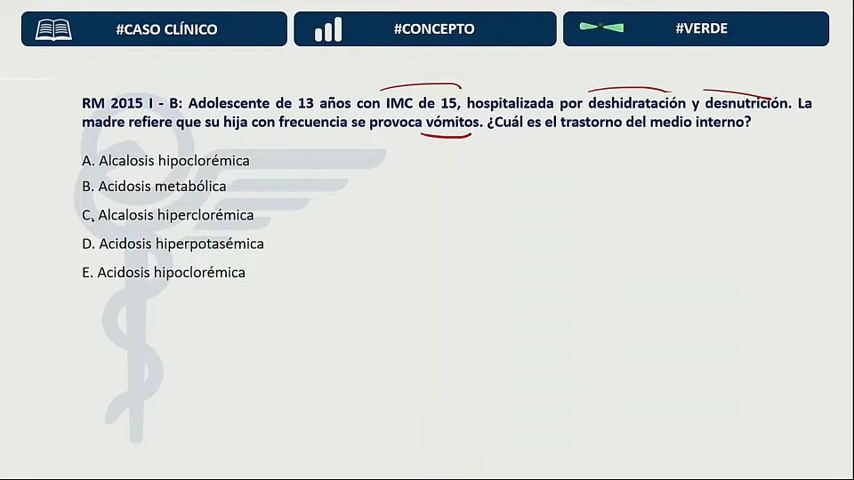 #CASO CLÍNICO
#CONCEPTO
#VERDE
RM 2015 I - B: Adolescente de 13 años con IMC de 15, hospitalizada por deshidratación y desnutrición. La
madre refiere que su hija con frecuencia se provoca vómitos. ¿Cuál es el trastorno del medio interno?
A. Alcalosis hipoclorémica
B. Acidosis metabólica
C. Alcalosis hiperclorémica
D. Acidosis hiperpotasémica
E. Acidosis hipoclorémica